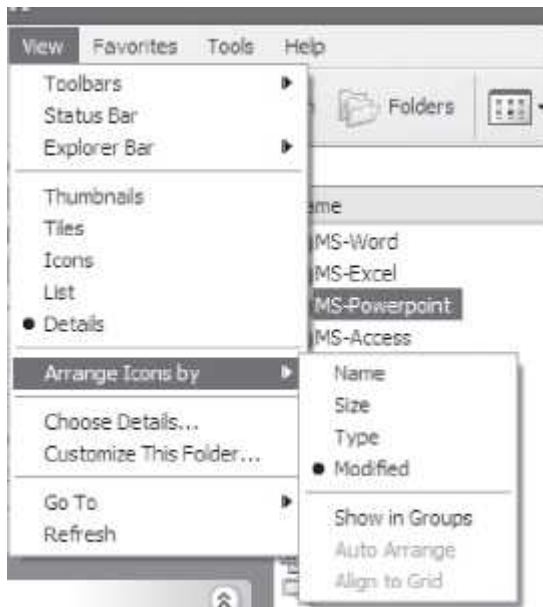 View Favorites Tools Help
Toolbars
Status Bar
Explorer Bar
Folders
Thumbnails
Tiles
Icons
List
Details
MS-Word
MS-Excel
MS-Powerpoint
MS-Access
Arrange Icons by
Choose Details...
Customize This Folder...
Go To
Refresh
Name
Size
Type
Modified
Show in Groups
Auto Arrange
Align to Grid